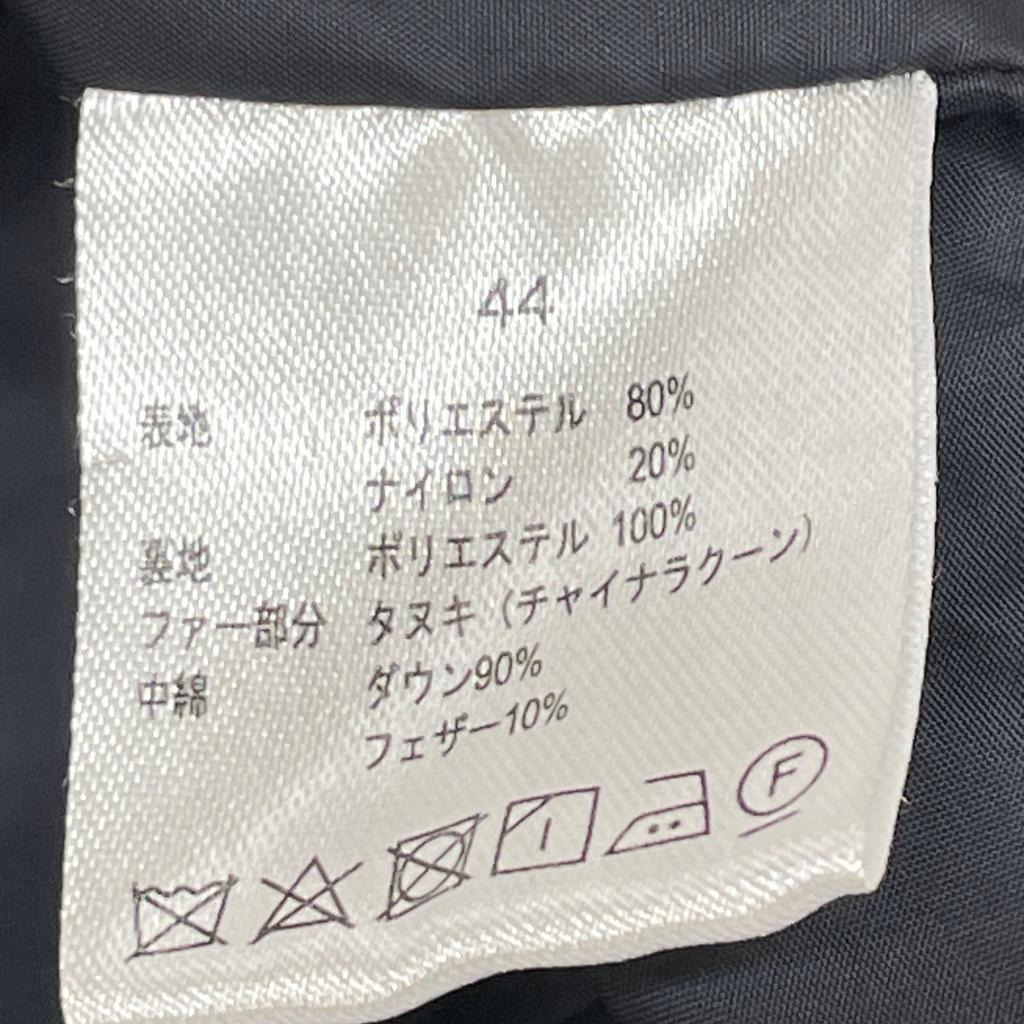 44
表地 ポリエステル 80%
ナイロン 20%
裏地 ポリエステル 100%
ファー部分 タヌキ (チャイナラクーン)
中綿 ダウン90%
フェザー10%
F